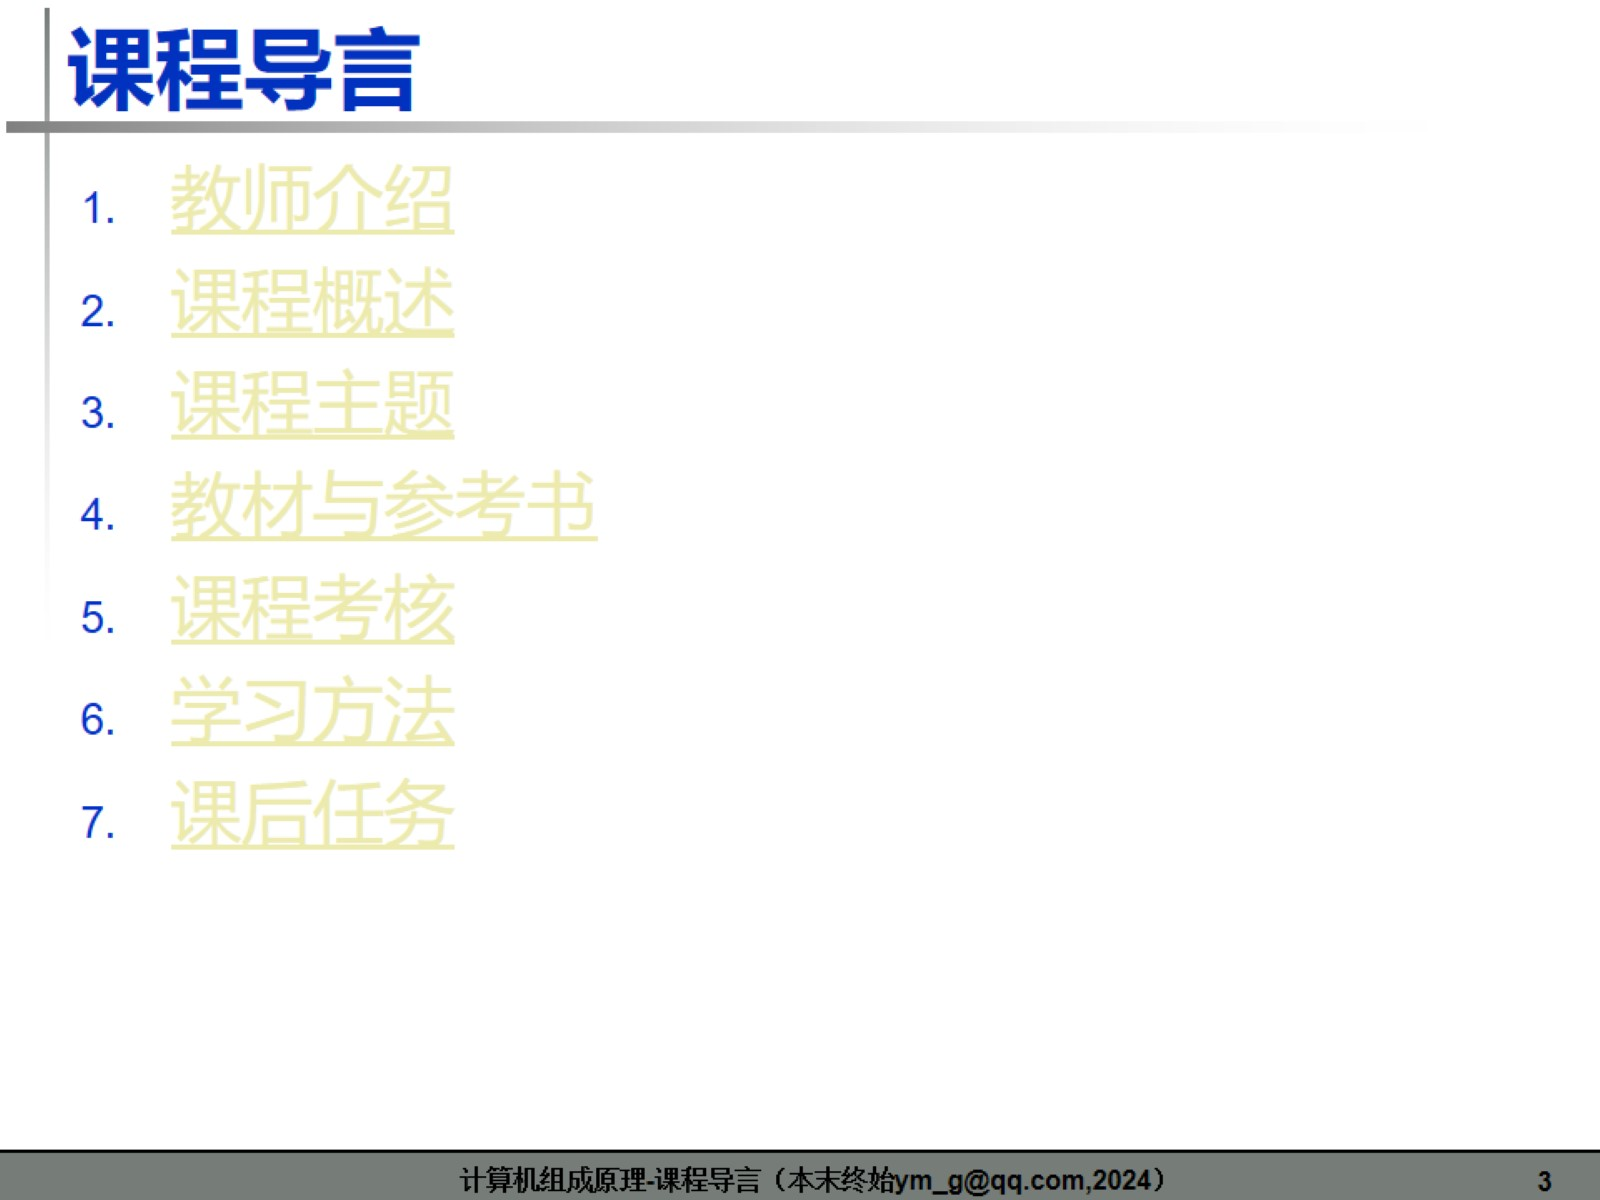 课程导言
1. 教师介绍
2. 课程概述
3. 课程主题
4. 教材与参考书
5. 课程考核
6. 学习方法
7. 课后任务
计算机组成原理-课程导言（本末终始ym_g@qq.com,2024） 3